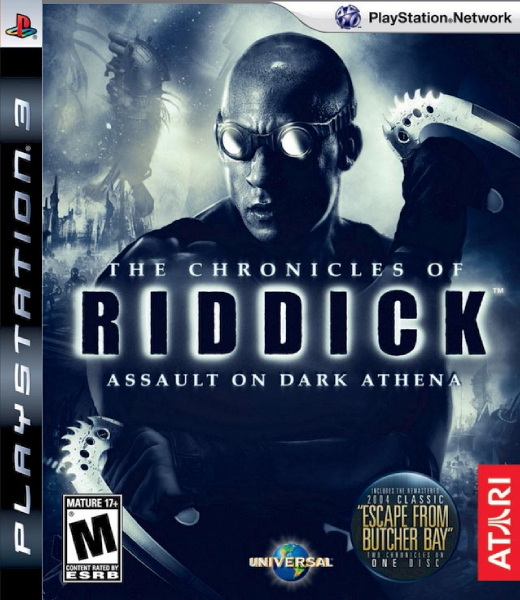 PlayStation®Network
PLAYSTATION®3
THE CHRONICLES OF
RIDDICK™
ASSAULT ON DARK ATHENA
MATURE 17+
M
CONTENT RATED BY
ESRB
UNIVERSAL
INCLUDES THE REMASTERED
2004 CLASSIC
"ESCAPE FROM
BUTCHER BAY"
TWO CHRONICLES ON
ONE DISC
ATARI